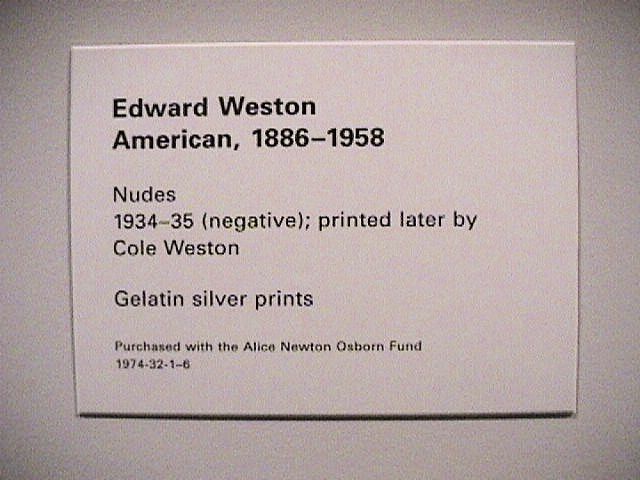 Edward Weston
American, 1886–1958
Nudes
1934–35 (negative); printed later by
Cole Weston
Gelatin silver prints
Purchased with the Alice Newton Osborn Fund
1974-32-1–6